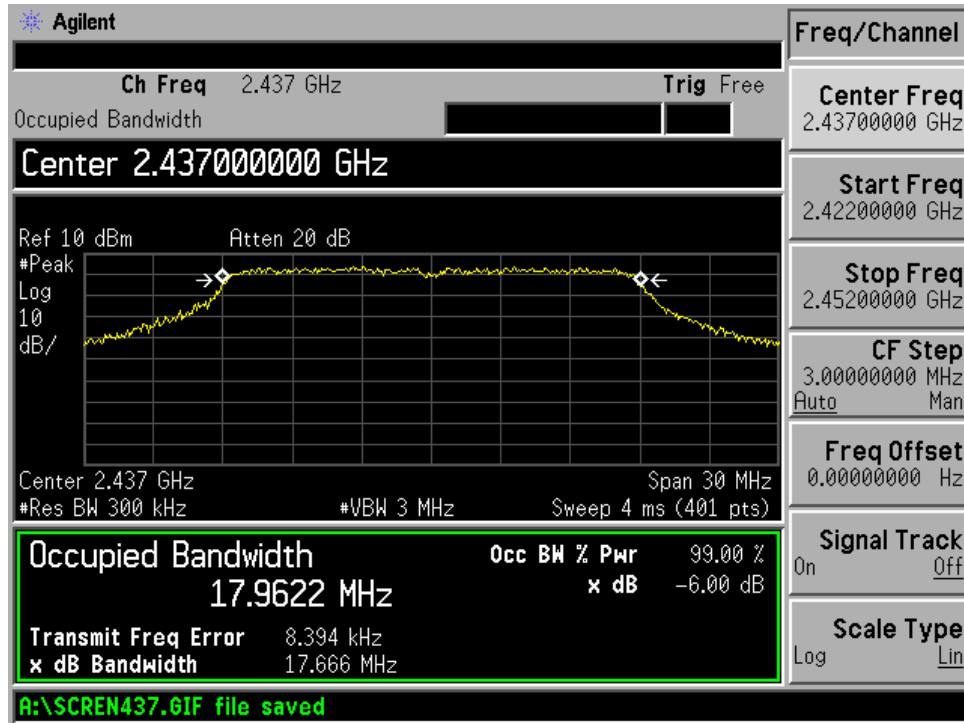 Agilent
Ch Freq 2.437 GHz Trig Free
Occupied Bandwidth
Center 2.437000000 GHz
Ref 10 dBm Atten 20 dB
#Peak
Log
10
dB/
Center 2.437 GHz Span 30 MHz
#Res BW 300 kHz #VBW 3 MHz Sweep 4 ms (401 pts)
Occupied Bandwidth Occ BW % Pwr 99.00 %
17.9622 MHz x dB -6.00 dB
Transmit Freq Error 8.394 kHz
x dB Bandwidth 17.666 MHz
A:\SCREN437.GIF file saved
Freq/Channel
Center Freq
2.43700000 GHz
Start Freq
2.42200000 GHz
Stop Freq
2.45200000 GHz
CF Step
3.00000000 MHz
Auto Man
Freq Offset
0.00000000 Hz
Signal Track
On Off
Scale Type
Log Lin